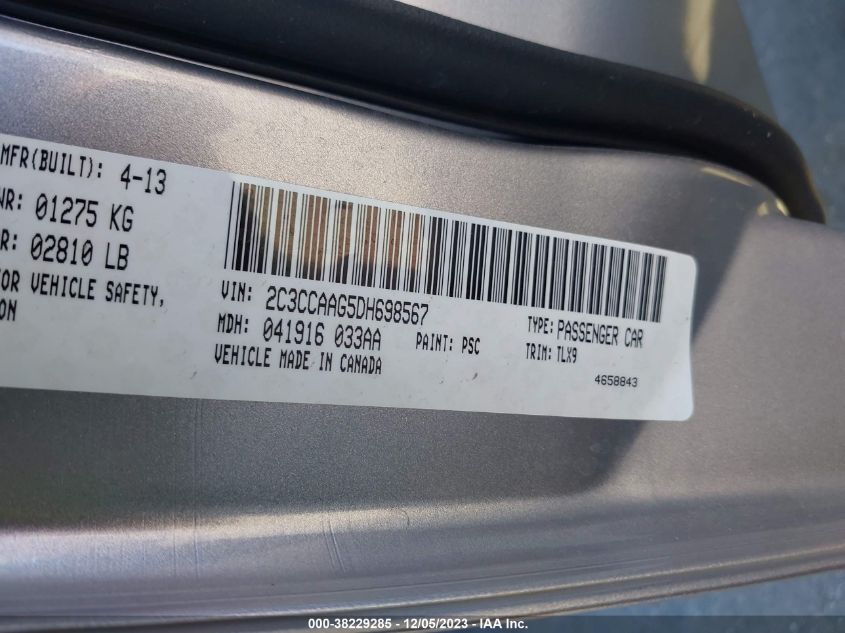 MFR(BUILT): 4-13
WR: 01275 KG
R: 02810 LB
OR VEHICLE SAFETY,
ON
VIN: 2C3CCAAG5DH698567
MDH: 041916 033AA PAINT: PSC
VEHICLE MADE IN CANADA
TYPE: PASSENGER CAR
TRIM: TLX9
4658843
000-38229285 - 12/05/2023 - © IAA Inc.